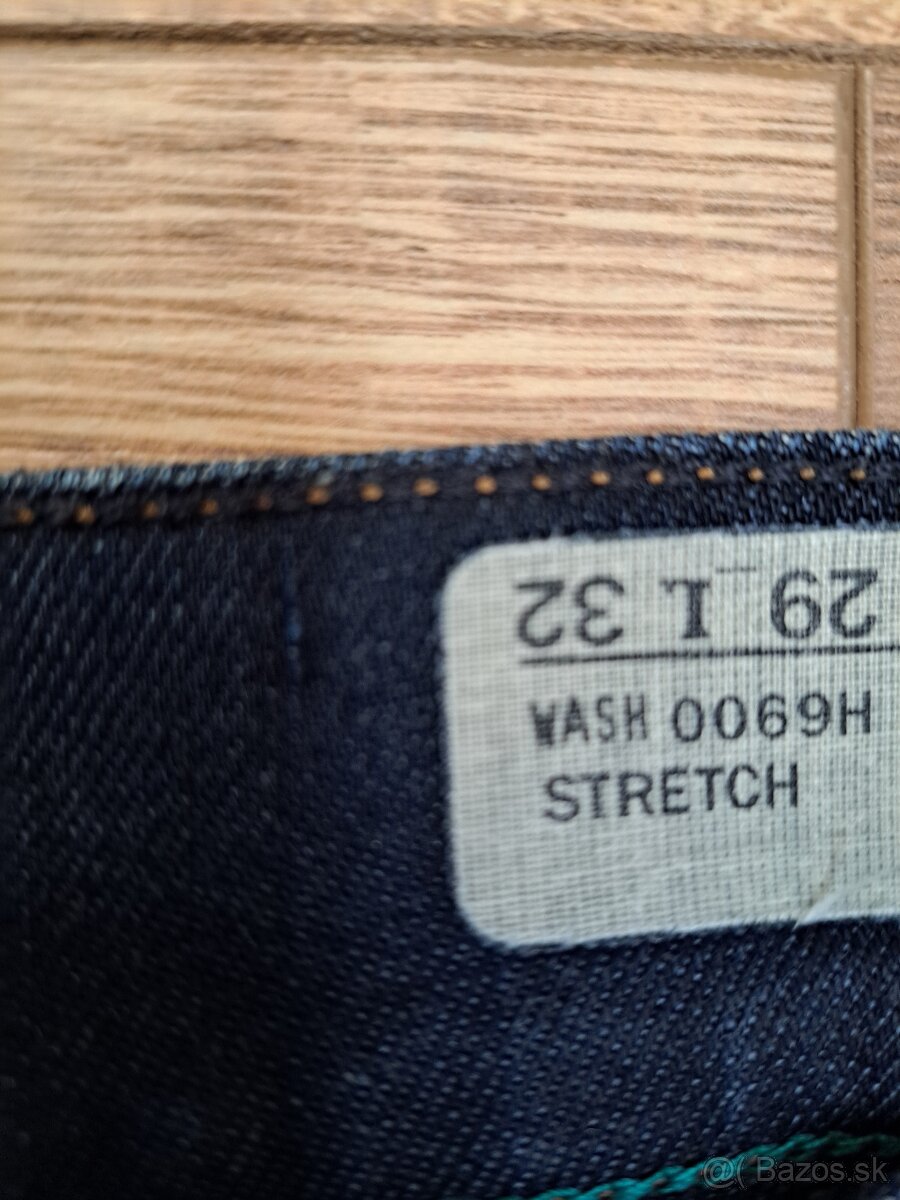 29 L 32
WASH 0069H
STRETCH
@( Bazos.sk